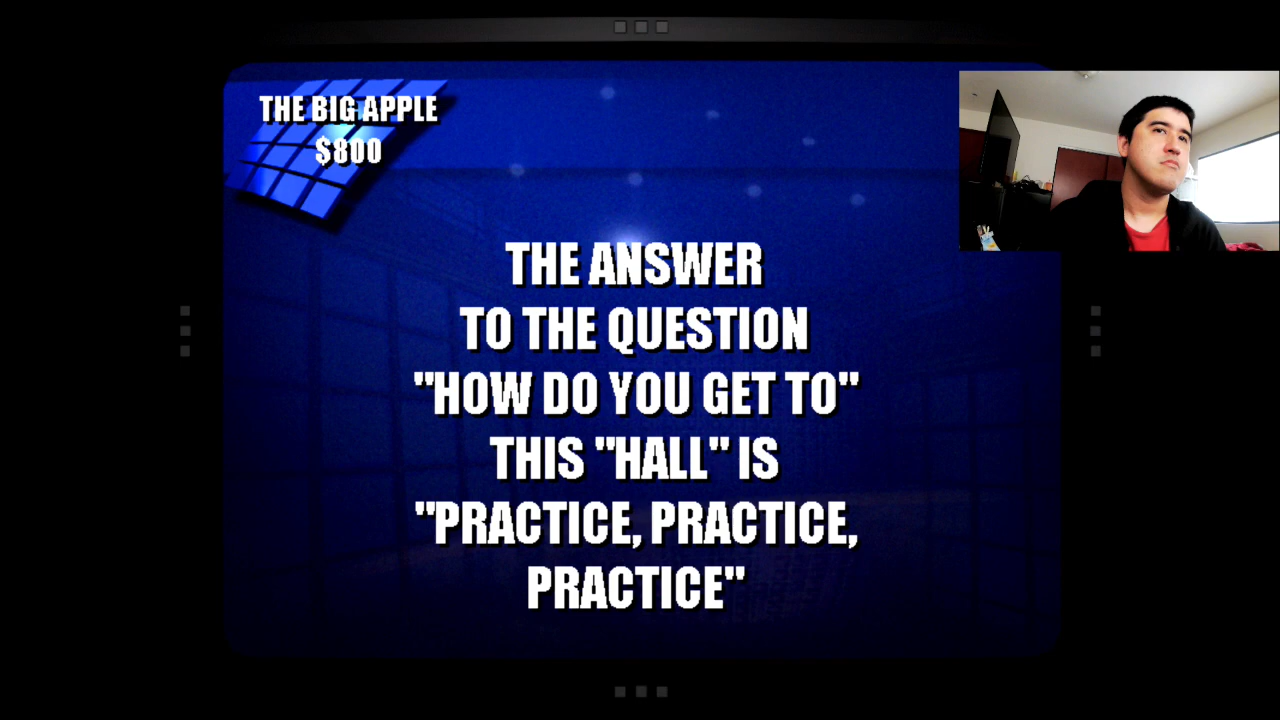 THE BIG APPLE
$800
THE ANSWER
TO THE QUESTION
"HOW DO YOU GET TO"
THIS "HALL" IS
"PRACTICE, PRACTICE,
PRACTICE"